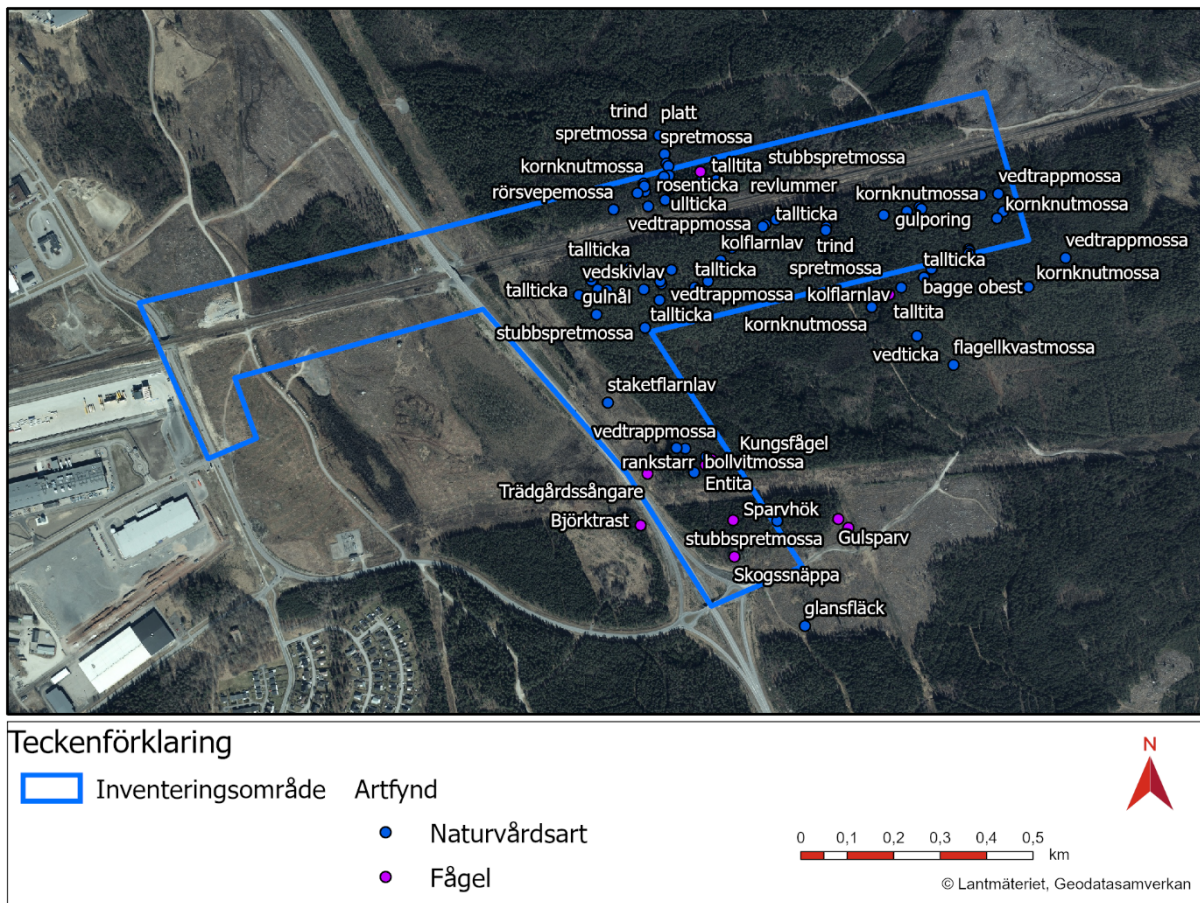 trind platt
spretmossa spretmossa
kornknutmossa talltita stubbspretmossa
rörsvepemossa rosenticka revlummer kornknutmossa vedtrappmossa
ullticka kornknutmossa
vedtrappmossa tallticka gulporing
tallticka kolflarnlav trind vedtrappmossa
vedskivlav tallticka spretmossa tallticka kornknutmossa
tallticka gulnål vedtrappmossa kolflarnlav bagge obest
stubbspretmossa tallticka kornknutmossa talltita
vedticka flagellkvastmossa
staketflarnlav
vedtrappmossa Kungsfågel
rankstarr bollvitmossa
Trädgårdssångare Entita
Björktrast Sparvhök
stubbspretmossa Gulsparv
Skogssnäppa
glansfläck
Teckenförklaring
Inventeringsområde Artfynd
Naturvårdsart
Fågel
N
0 0,1 0,2 0,3 0,4 0,5
km
© Lantmäteriet, Geodatasamverkan